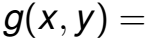 g(x, y) =